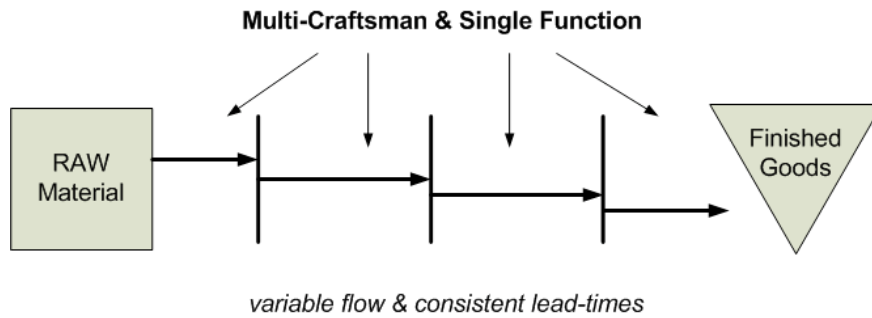 Multi-Craftsman & Single Function
RAW
Material
Finished
Goods
variable flow & consistent lead-times